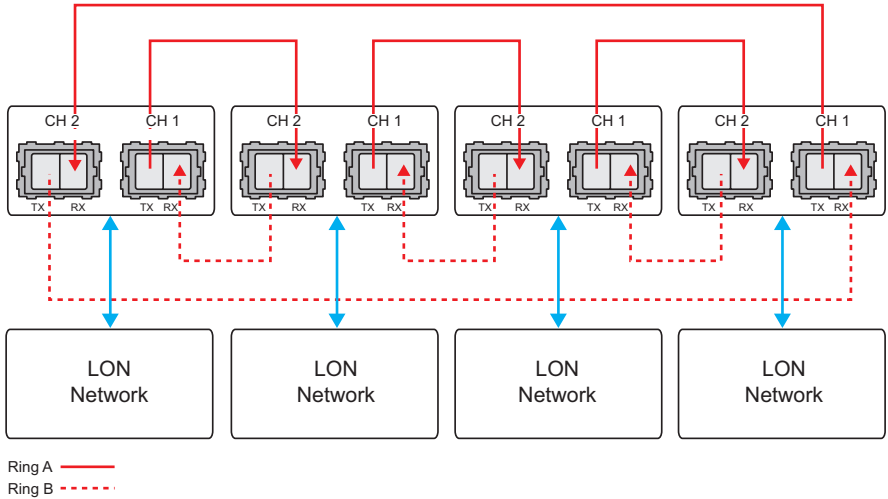 CH 2 CH 1 CH 2 CH 1 CH 2 CH 1 CH 2 CH 1
TX RX TX RX TX RX TX RX TX RX TX RX TX RX TX RX
LON LON LON LON
Network Network Network Network
Ring A
Ring B